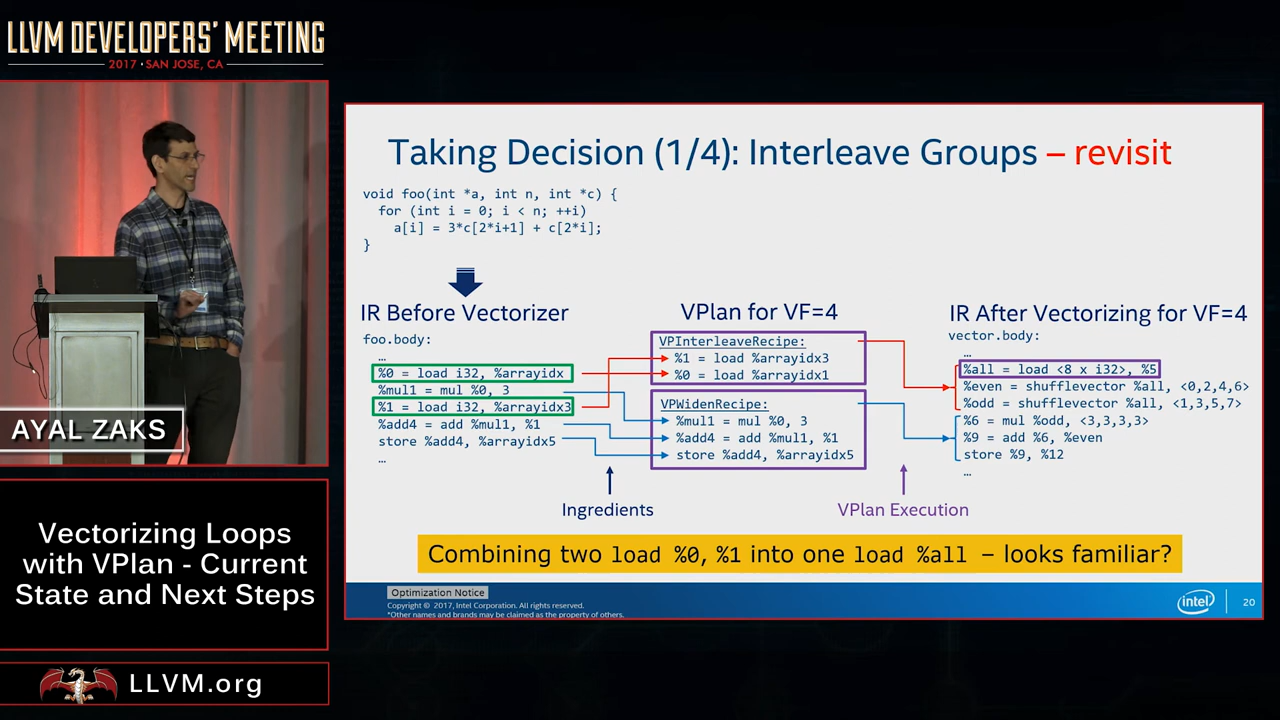 LLVM DEVELOPERS' MEETING
2017 • SAN JOSE, CA
AYAL ZAKS
Vectorizing Loops
with VPlan - Current
State and Next Steps
LLVM.org
Taking Decision (1/4): Interleave Groups – revisit
void foo(int *a, int n, int *c) {
for (int i = 0; i < n; ++i)
a[i] = 3*c[2*i+1] + c[2*i];
}
IR Before Vectorizer
foo.body:
…
%0 = load i32, %arrayidx
%mul1 = mul %0, 3
%1 = load i32, %arrayidx3
%add4 = add %mul1, %1
store %add4, %arrayidx5
…
Ingredients
VPlan for VF=4
VPInterleaveRecipe:
%1 = load %arrayidx3
%0 = load %arrayidx1
VPWidenRecipe:
%mul1 = mul %0, 3
%add4 = add %mul1, %1
store %add4, %arrayidx5
VPlan Execution
IR After Vectorizing for VF=4
vector.body:
…
%all = load <8 x i32>, %5
%even = shufflevector %all, <0,2,4,6>
%odd = shufflevector %all, <1,3,5,7>
%6 = mul %odd, <3,3,3,3>
%9 = add %6, %even
store %9, %12
…
Combining two load %0, %1 into one load %all – looks familiar?
Optimization Notice
Copyright © 2017, Intel Corporation. All rights reserved.
*Other names and brands may be claimed as the property of others.
intel
20